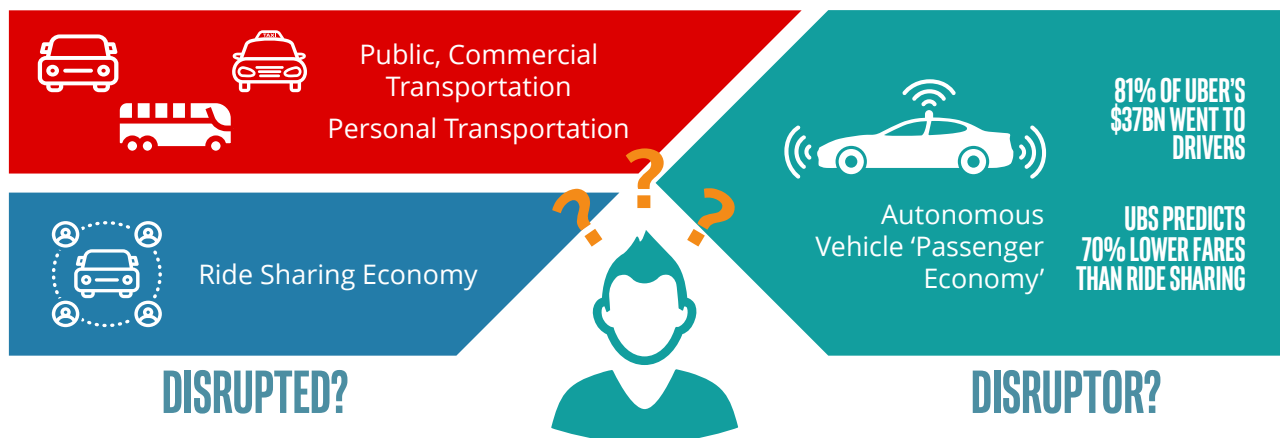 TAXI
Public, Commercial
Transportation
Personal Transportation
Ride Sharing Economy
? ? ?
Autonomous
Vehicle ‘Passenger
Economy’
81% OF UBER’S
$37BN WENT TO
DRIVERS
UBS PREDICTS
70% LOWER FARES
THAN RIDE SHARING
DISRUPTED?
DISRUPTOR?